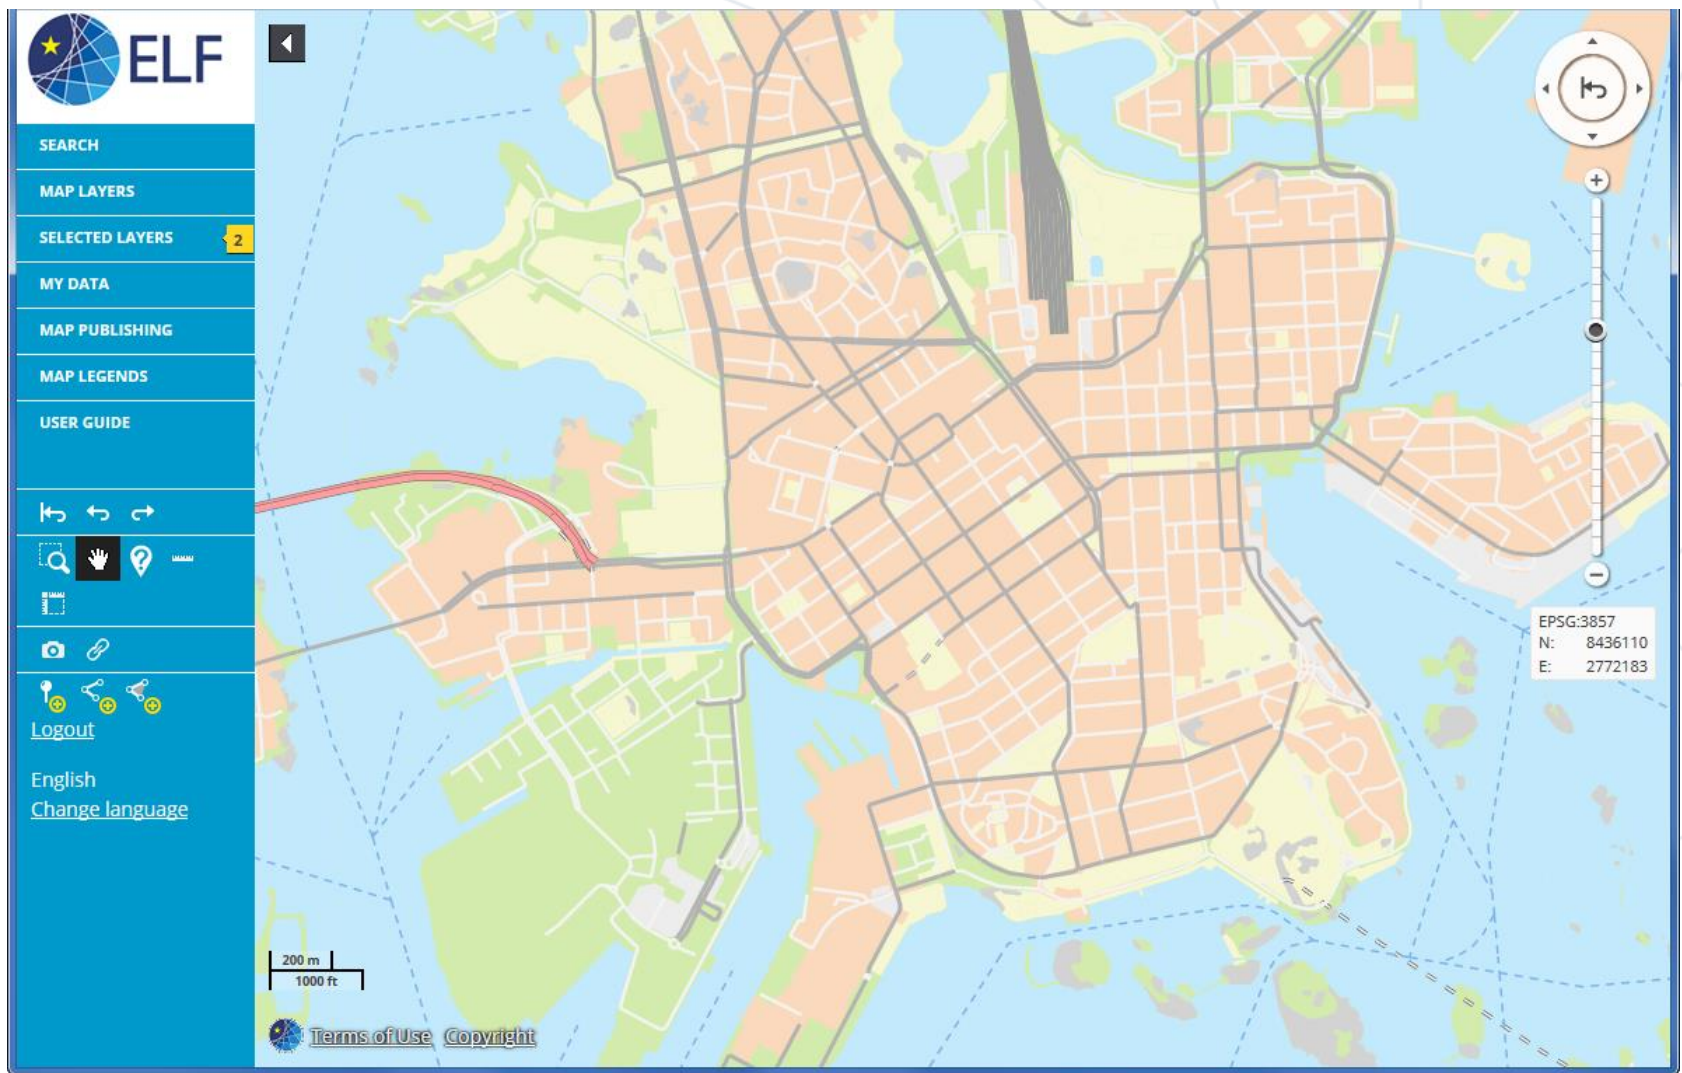 ELF
SEARCH
MAP LAYERS
SELECTED LAYERS 2
MY DATA
MAP PUBLISHING
MAP LEGENDS
USER GUIDE
Logout
English
Change language
EPSG:3857
N: 8436110
E: 2772183
200 m
1000 ft
Terms of Use Copyright